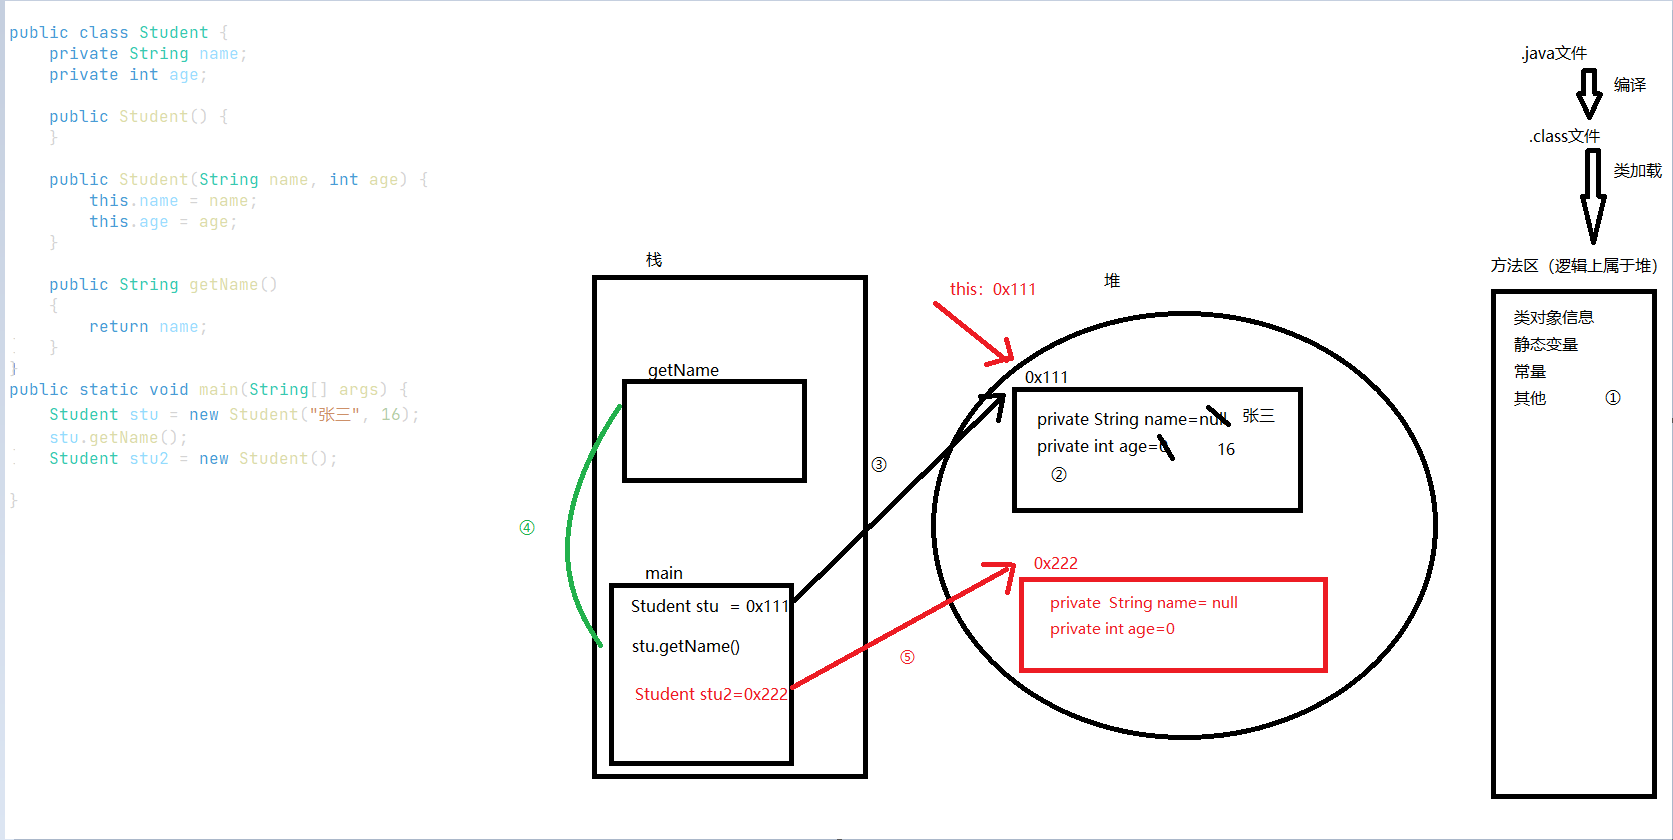 public class Student {
private String name;
private int age;
public Student() {
}
public Student(String name, int age) {
this.name = name;
this.age = age;
}
public String getName()
{
return name;
}
}
public static void main(String[] args) {
Student stu = new Student("张三", 16);
stu.getName();
Student stu2 = new Student();
}
栈
getName
④
main
Student stu = 0x111
stu.getName()
Student stu2=0x222
③
⑤
this: 0x111
堆
0x111
private String name=null 张三
private int age=0 16
②
0x222
private String name= null
private int age=0
.java文件
编译
.class文件
类加载
方法区（逻辑上属于堆）
类对象信息
静态变量
常量
其他 ①